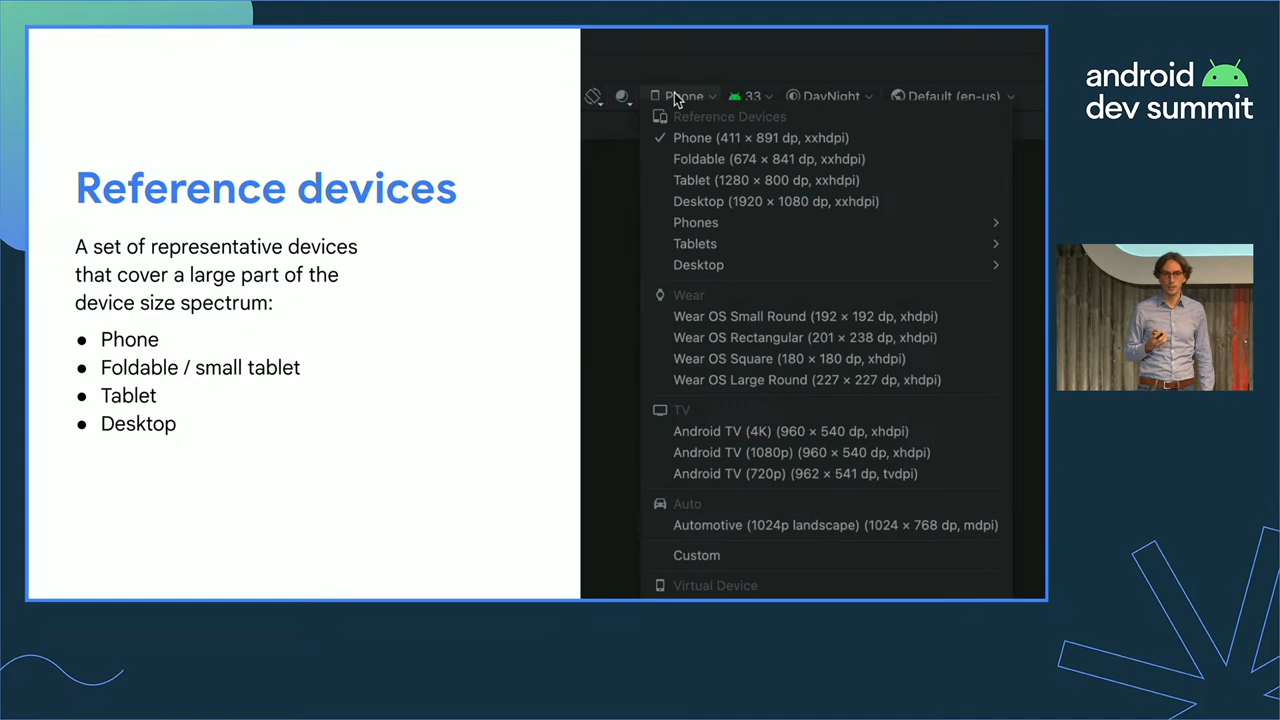 Reference devices
A set of representative devices
that cover a large part of the
device size spectrum:
● Phone
● Foldable / small tablet
● Tablet
● Desktop
Phone 33 DayNight Default (en-us)
Reference Devices
Phone (411 × 891 dp, xxhdpi)
Foldable (674 × 841 dp, xxhdpi)
Tablet (1280 × 800 dp, xxhdpi)
Desktop (1920 × 1080 dp, xxhdpi)
Phones
Tablets
Desktop
Wear
Wear OS Small Round (192 × 192 dp, xhdpi)
Wear OS Rectangular (201 × 238 dp, xhdpi)
Wear OS Square (180 × 180 dp, xhdpi)
Wear OS Large Round (227 × 227 dp, xhdpi)
TV
Android TV (4K) (960 × 540 dp, xhdpi)
Android TV (1080p) (960 × 540 dp, xhdpi)
Android TV (720p) (962 × 541 dp, tvdpi)
Auto
Automotive (1024p landscape) (1024 × 768 dp, mdpi)
Custom
Virtual Device
android
dev summit